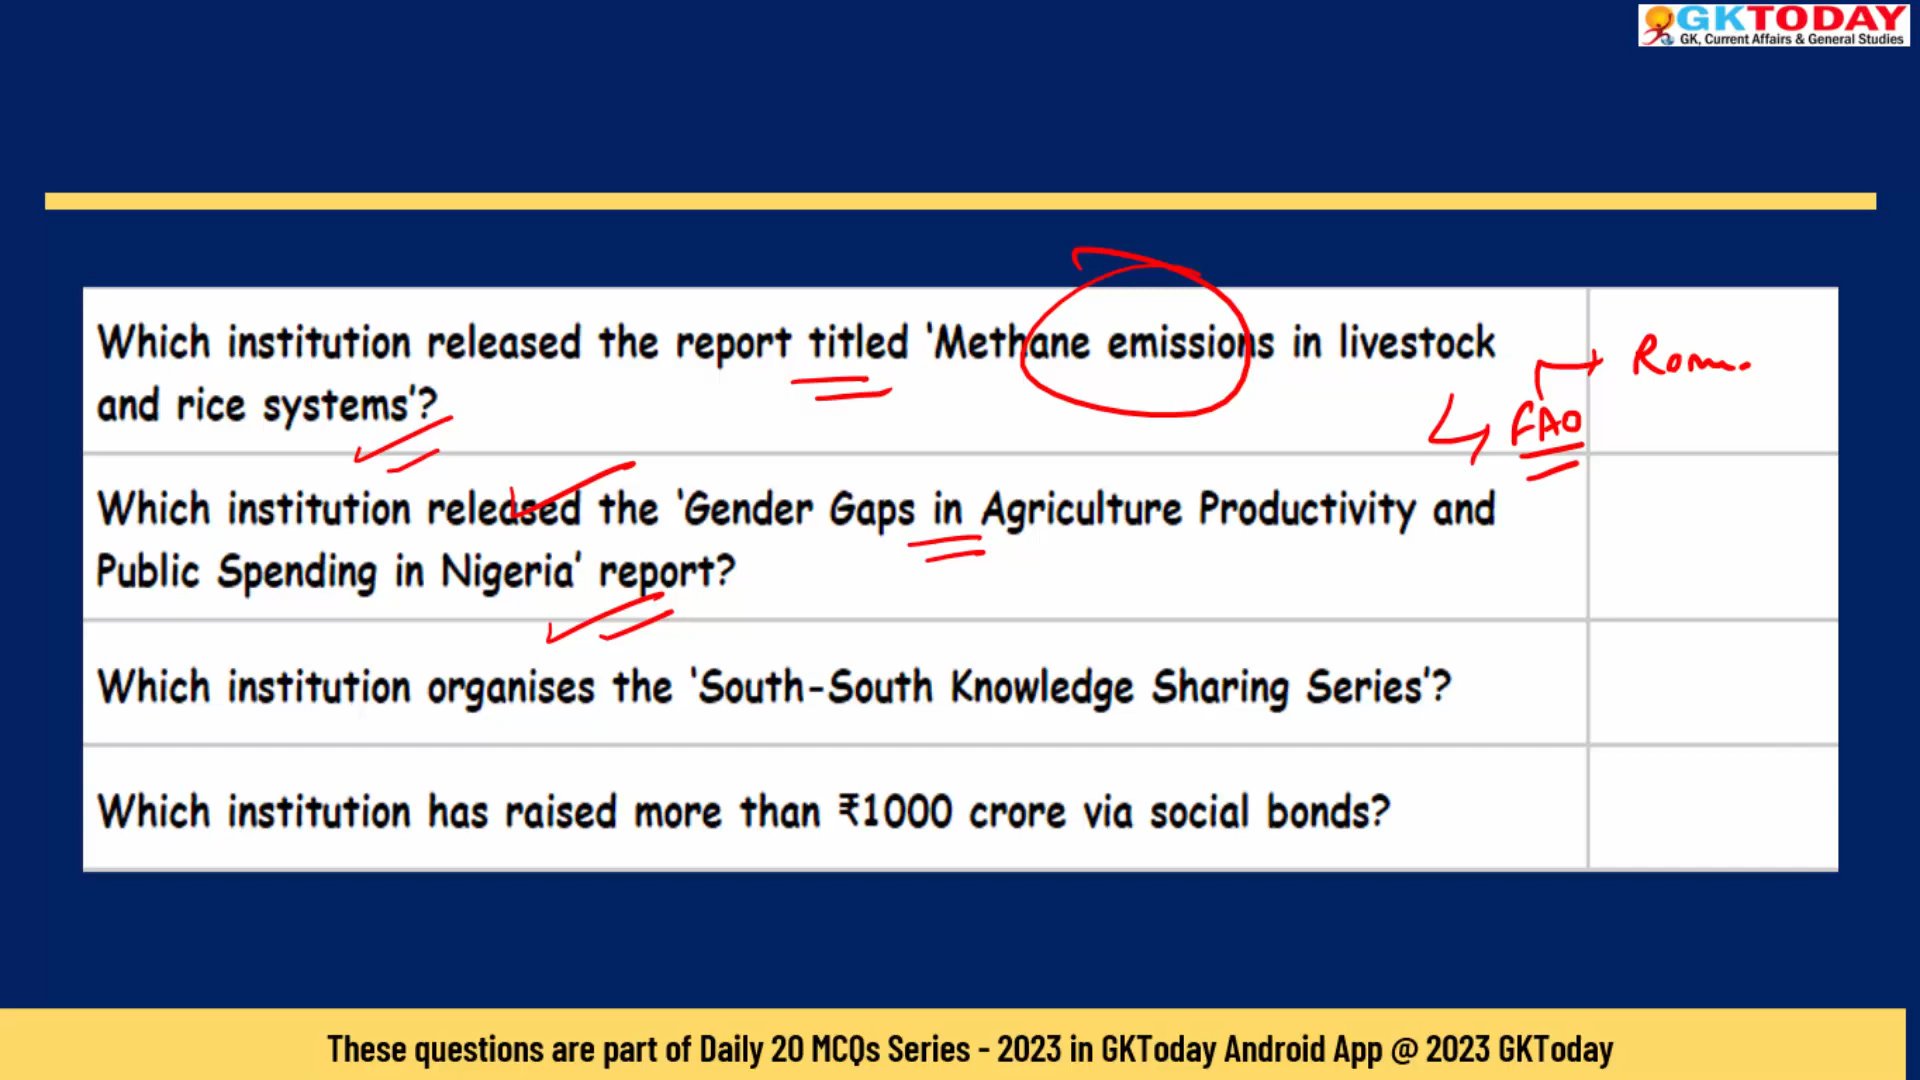 GKTODAY
GK, Current Affairs & General Studies
Which institution released the report titled 'Methane emissions in livestock
and rice systems'?
FAO
Rome
Which institution released the 'Gender Gaps in Agriculture Productivity and
Public Spending in Nigeria' report?
Which institution organises the 'South-South Knowledge Sharing Series'?
Which institution has raised more than ₹1000 crore via social bonds?
These questions are part of Daily 20 MCQs Series - 2023 in GKToday Android App @ 2023 GKToday